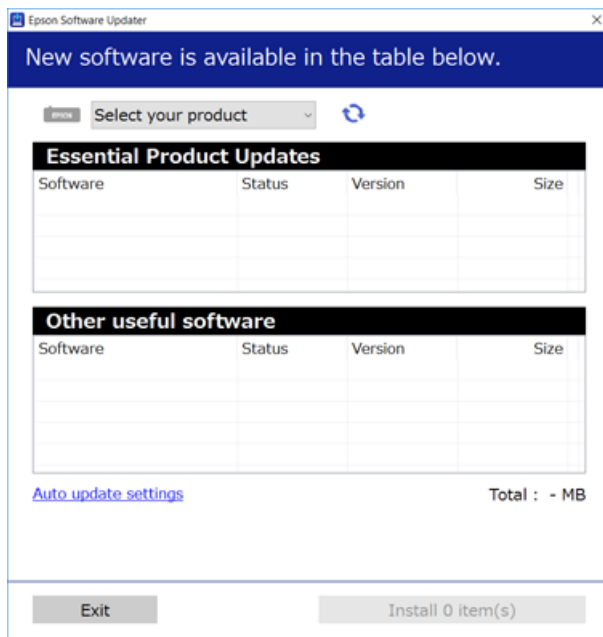 Epson Software Updater
New software is available in the table below.
EPSON Select your product
Essential Product Updates
Software Status Version Size
Other useful software
Software Status Version Size
Auto update settings Total : - MB
Exit Install 0 item(s)